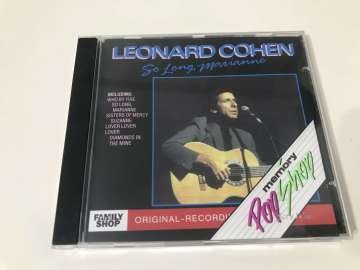 LEONARD COHEN
So Long, Marianne
INCLUDING:
WHO BY FIRE
SO LONG,
MARIANNE
SISTERS OF MERCY
SUZANNE
LOVER LOVER
LOVER
DIAMONDS IN
THE MINE
memory
Pop Shop
FAMILY
SHOP
ORIGINAL-RECORDI